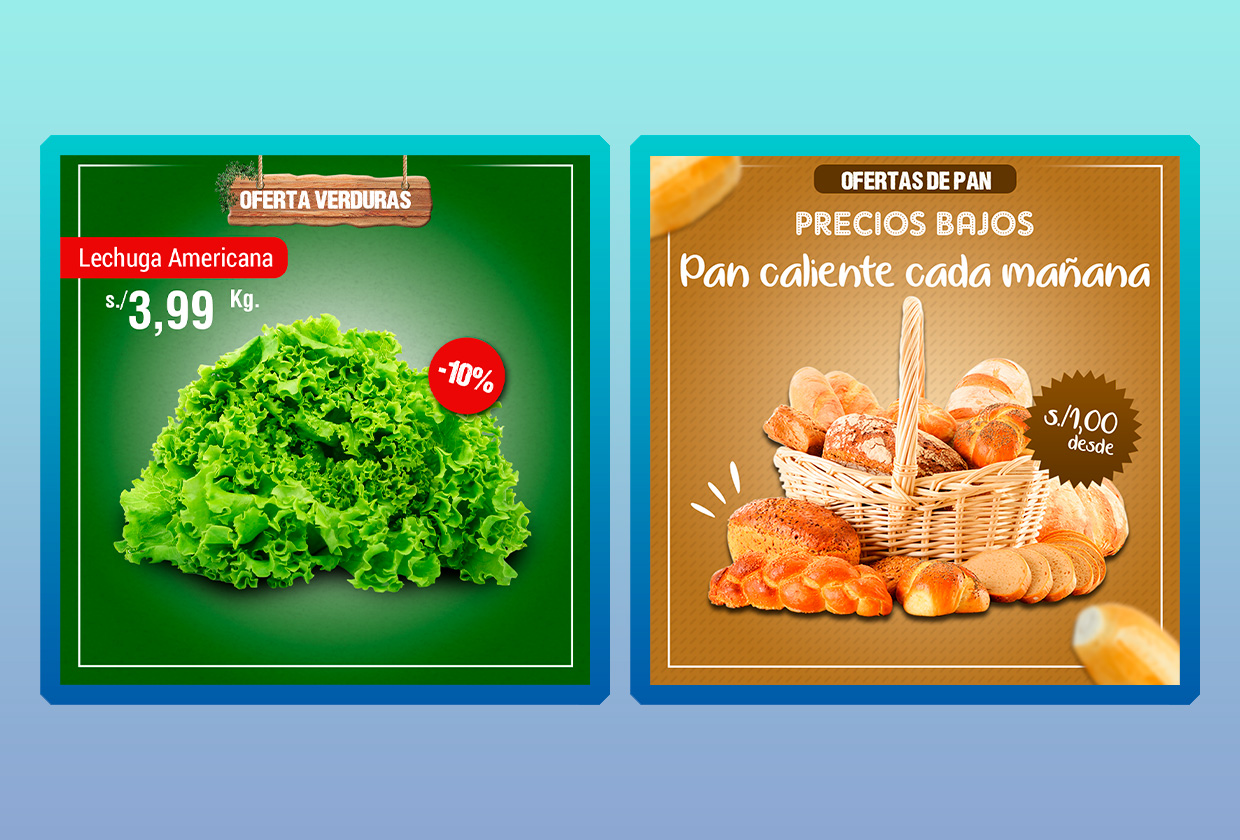 OFERTA VERDURAS
Lechuga Americana
s./3,99 Kg.
-10%
OFERTAS DE PAN
PRECIOS BAJOS
Pan caliente cada mañana
s./1,00
desde